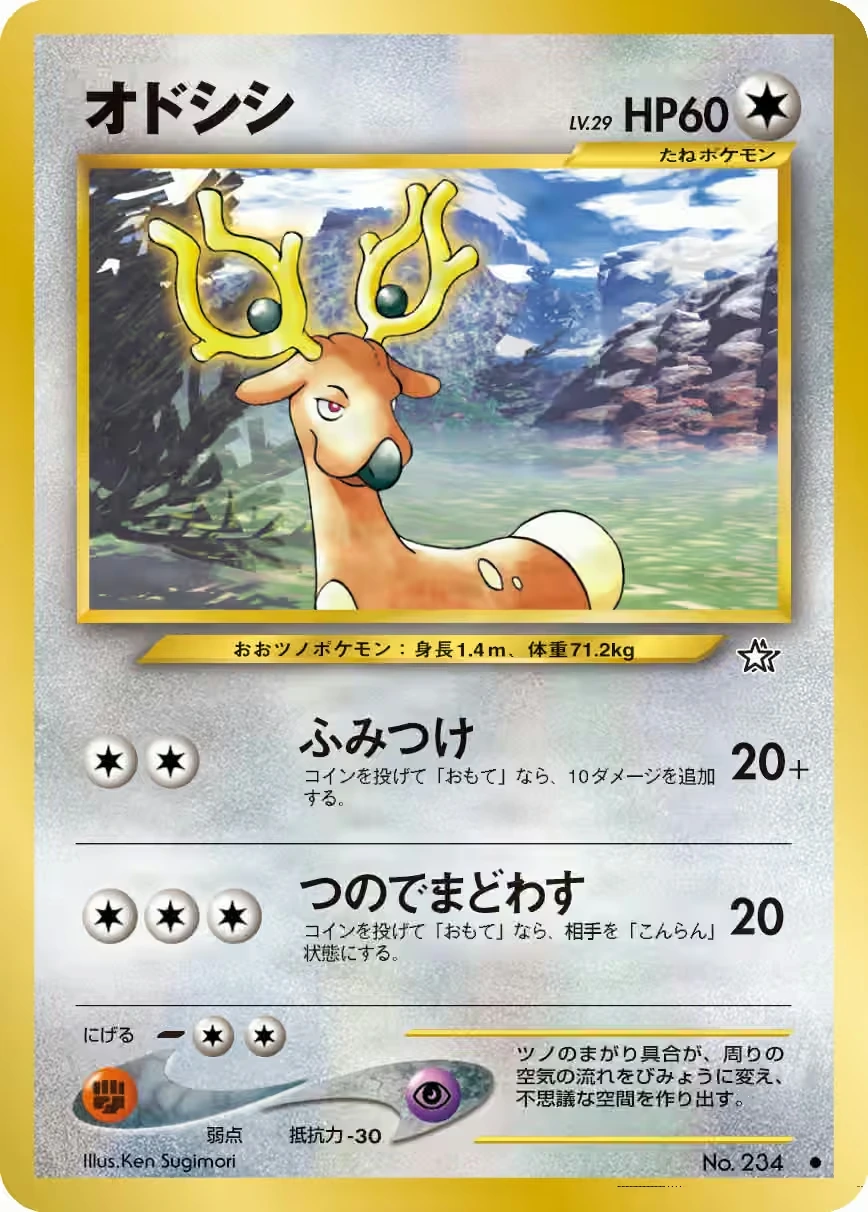 オドシシ
LV.29 HP60
たねポケモン
おおツノポケモン：身長1.4m、体重71.2kg
ふみつけ
20+
コインを投げて「おもて」なら、10ダメージを追加
する。
つのでまどわす
20
コインを投げて「おもて」なら、相手を「こんらん」
状態にする。
にげる
ツノのまがり具合が、周りの
空気の流れをびみょうに変え、
不思議な空間を作り出す。
弱点
抵抗力-30
Illus.Ken Sugimori
No. 234 ●